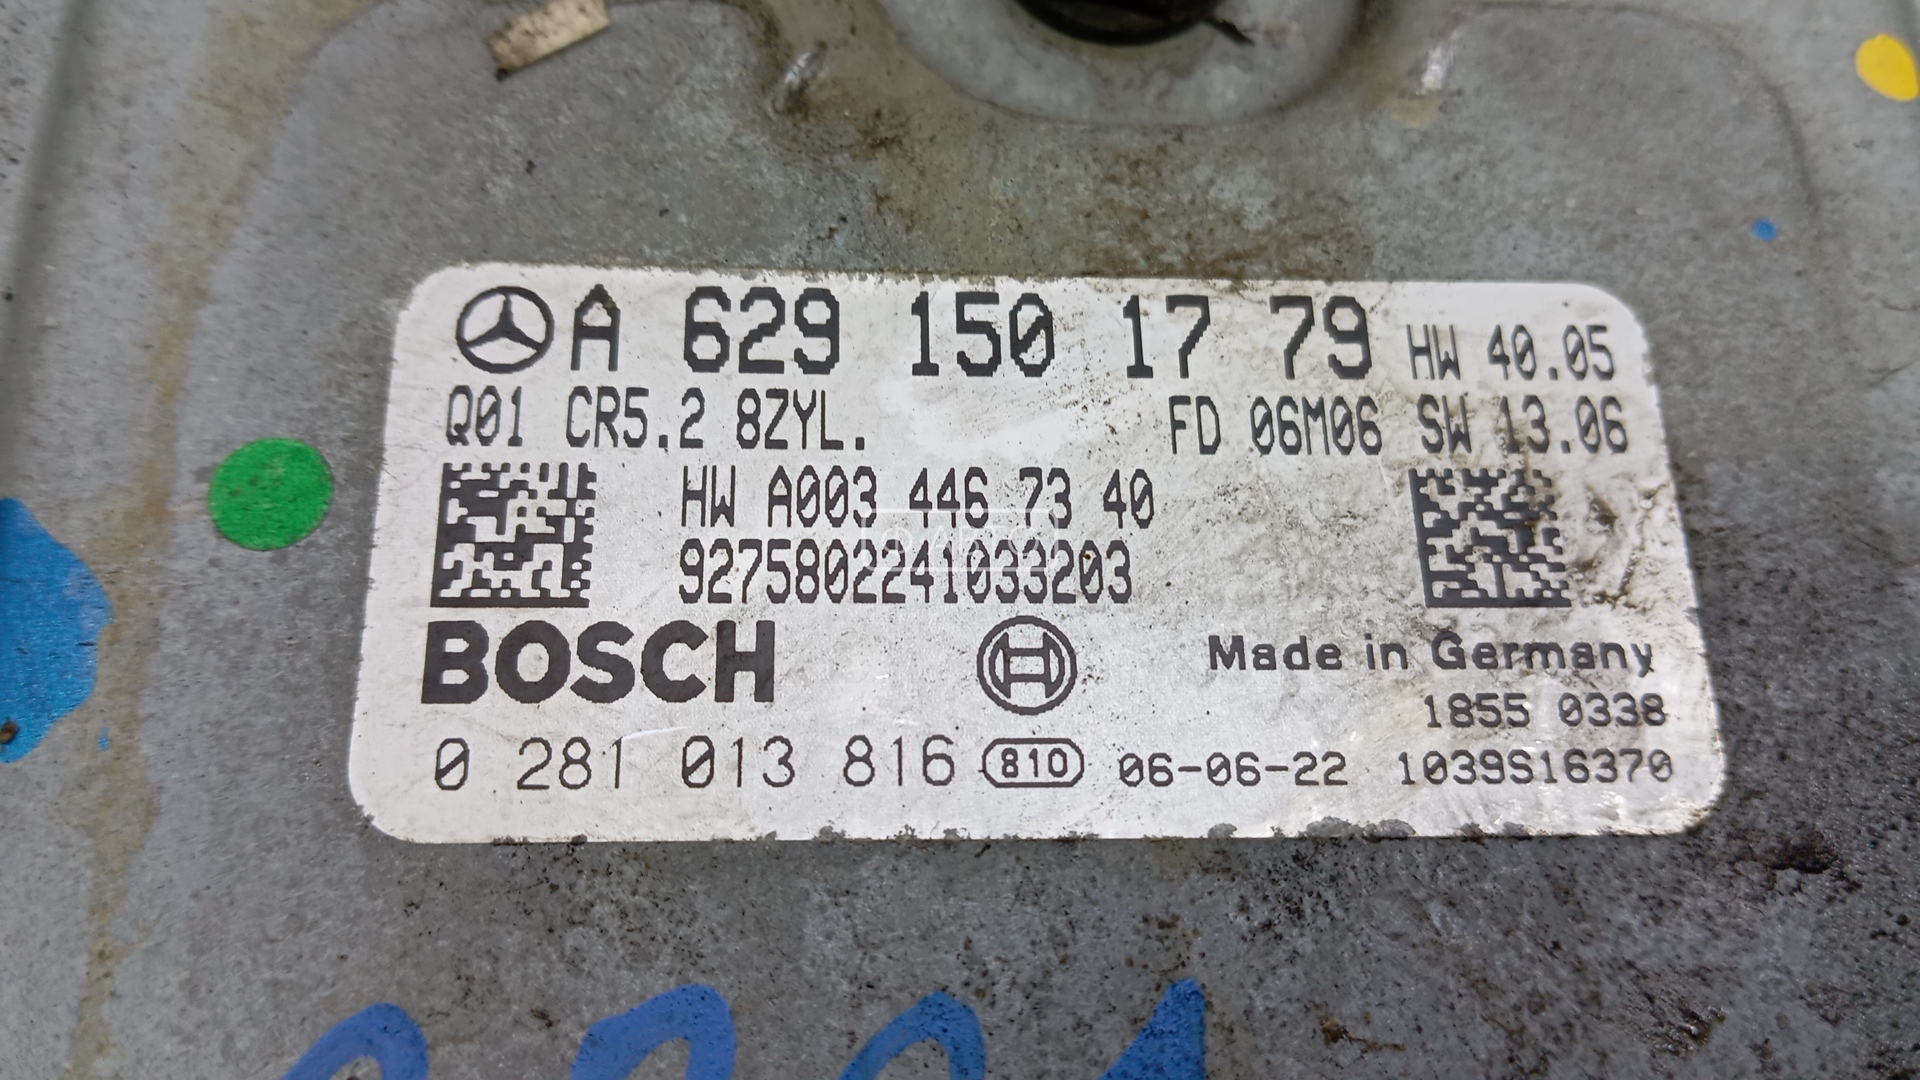 A 629 150 17 79 HW 40.05
Q01 CR5.2 8ZYL. FD 06M06 SW 13.06
HW A003 446 73 40
9275802241033203
BOSCH
Made in Germany
1855 0338
0 281 013 816 810 06-06-22 1039S16370